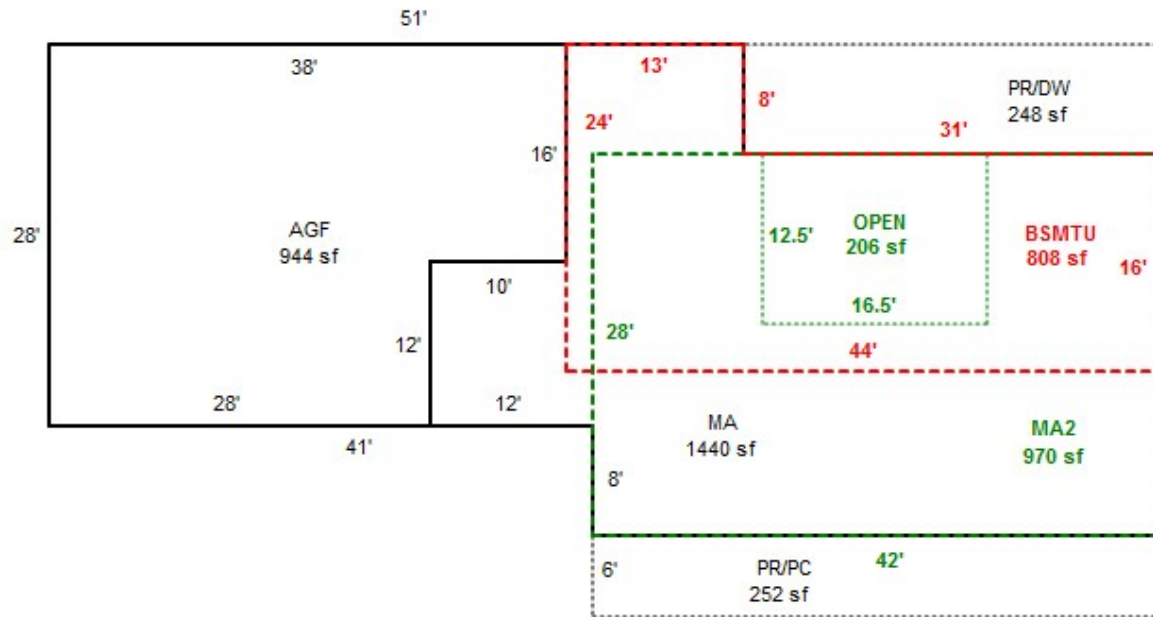 51'
38'
13'
PR/DW
248 sf
8'
24'
31'
16'
28'
AGF
944 sf
OPEN
206 sf
12.5'
BSMTU
808 sf
16'
10'
16.5'
12'
28'
44'
28'
12'
MA
1440 sf
MA2
970 sf
41'
8'
42'
6'
PR/PC
252 sf